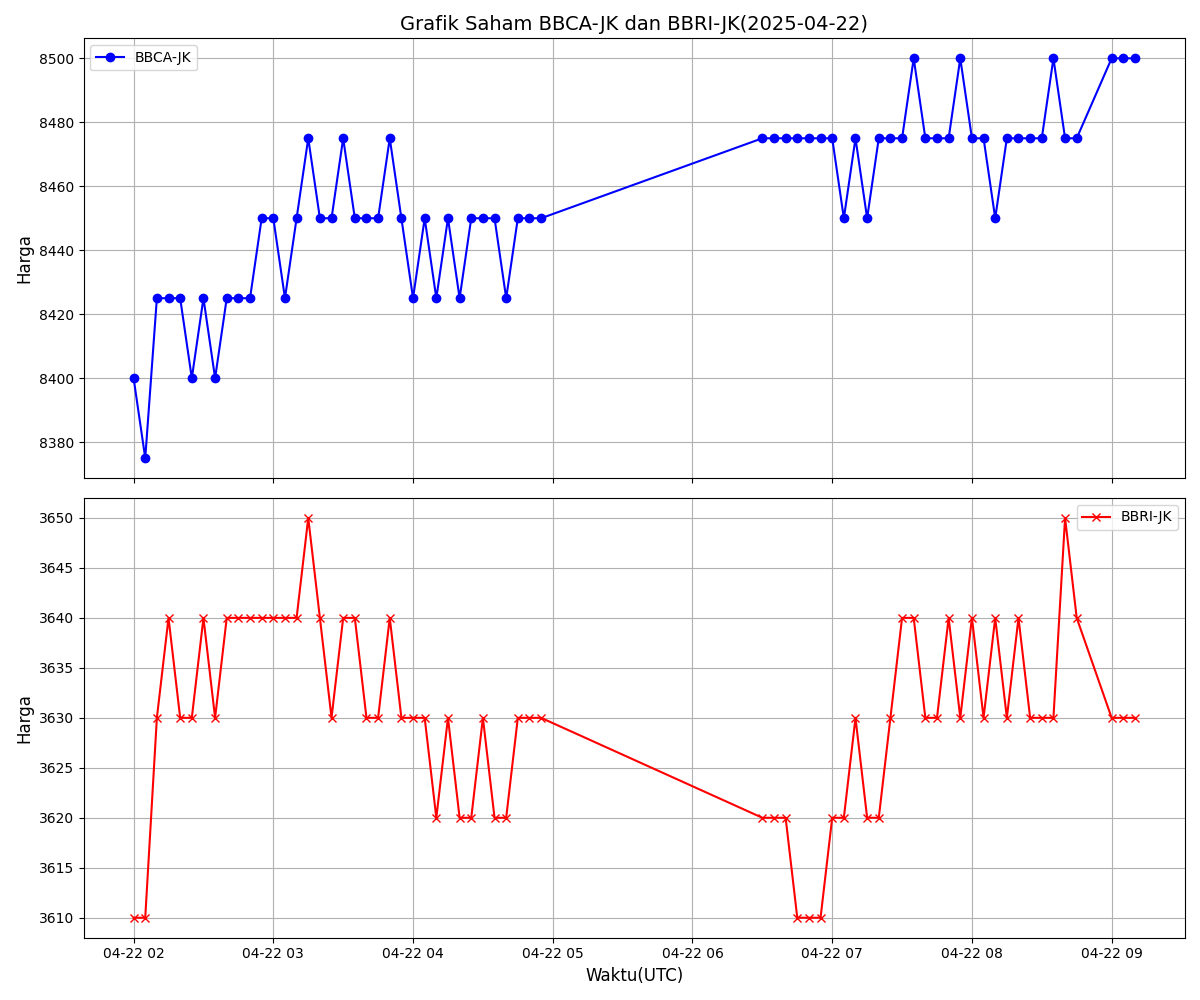 Grafik Saham BBCA-JK dan BBRI-JK(2025-04-22)
BBCA-JK
Harga
8500
8480
8460
8440
8420
8400
8380
BBRI-JK
Harga
3650
3645
3640
3635
3630
3625
3620
3615
3610
04-22 02 04-22 03 04-22 04 04-22 05 04-22 06 04-22 07 04-22 08 04-22 09
Waktu(UTC)